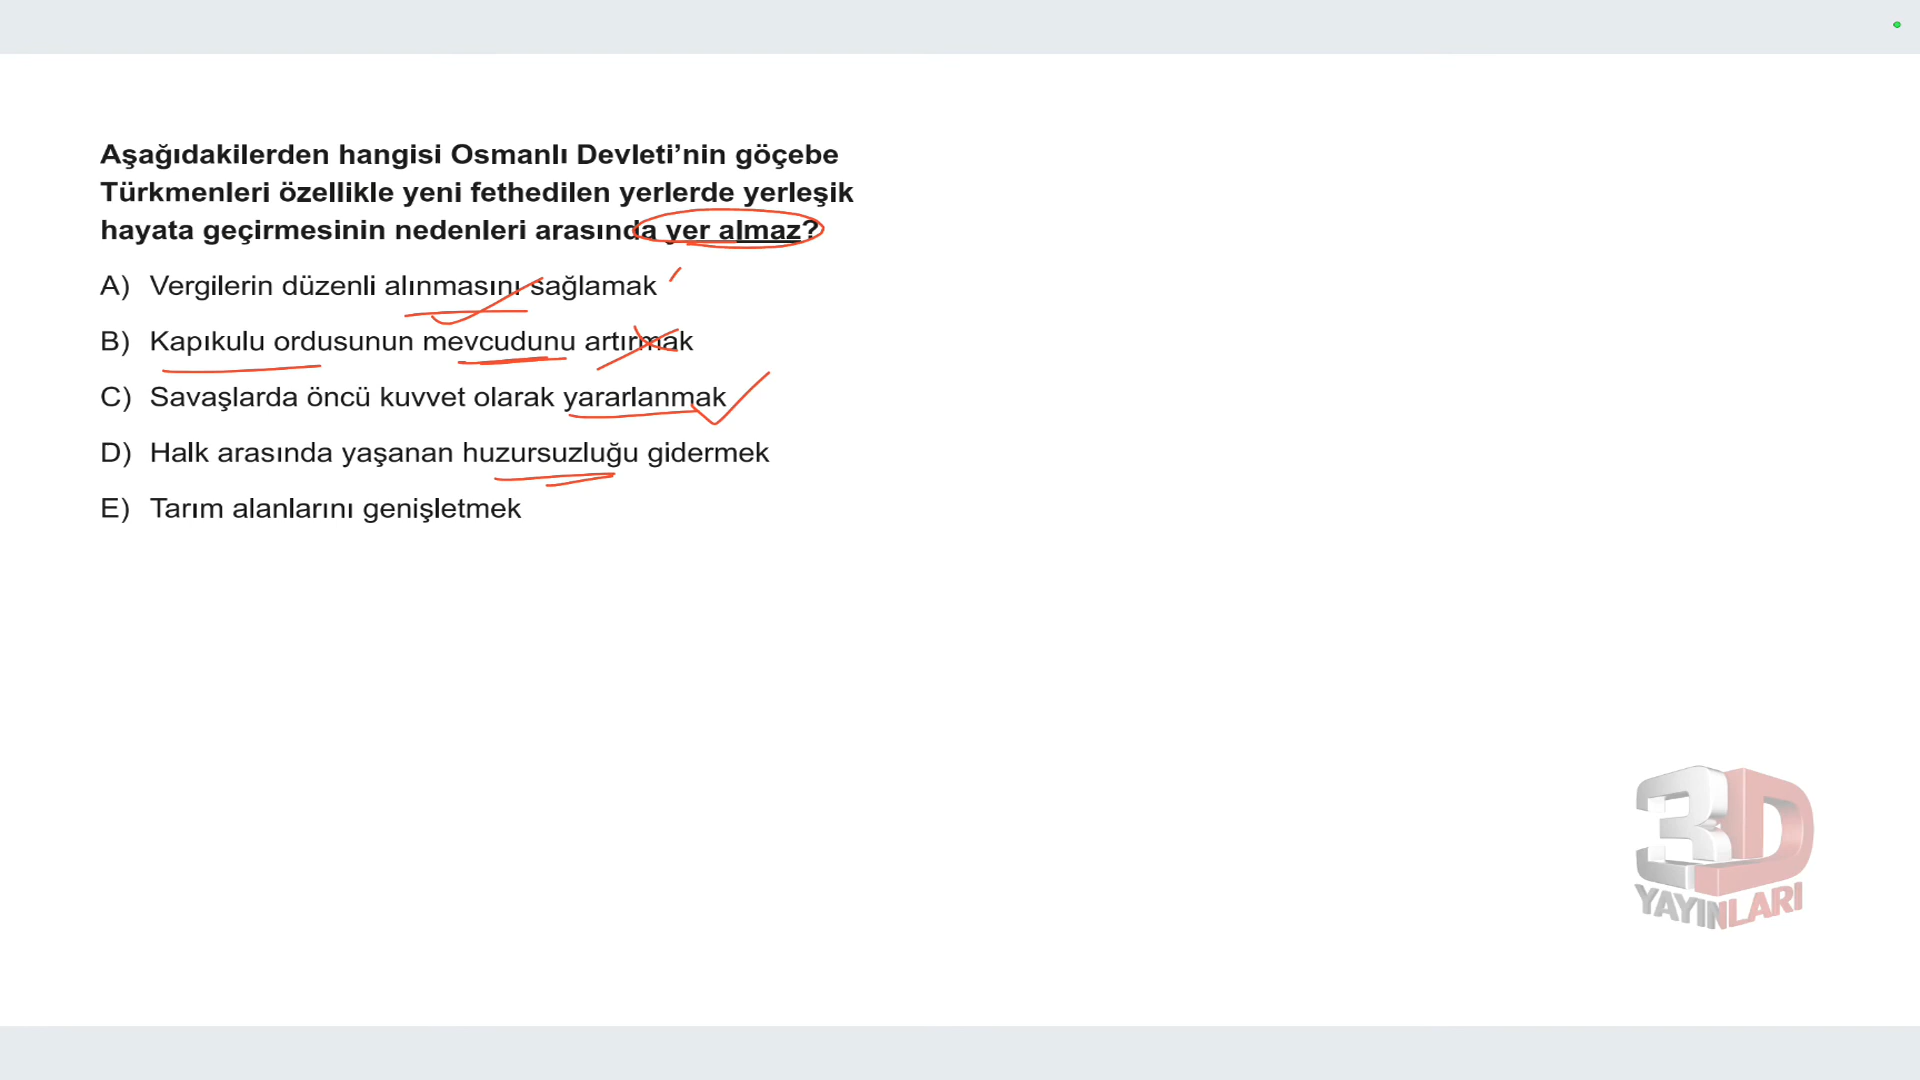 Aşağıdakilerden hangisi Osmanlı Devleti’nin göçebe
Türkmenleri özellikle yeni fethedilen yerlerde yerleşik
hayata geçirmesinin nedenleri arasında yer almaz?
A) Vergilerin düzenli alınmasını sağlamak
B) Kapıkulu ordusunun mevcudunu artırmak
C) Savaşlarda öncü kuvvet olarak yararlanmak
D) Halk arasında yaşanan huzursuzluğu gidermek
E) Tarım alanlarını genişletmek
3D
YAYINLARI